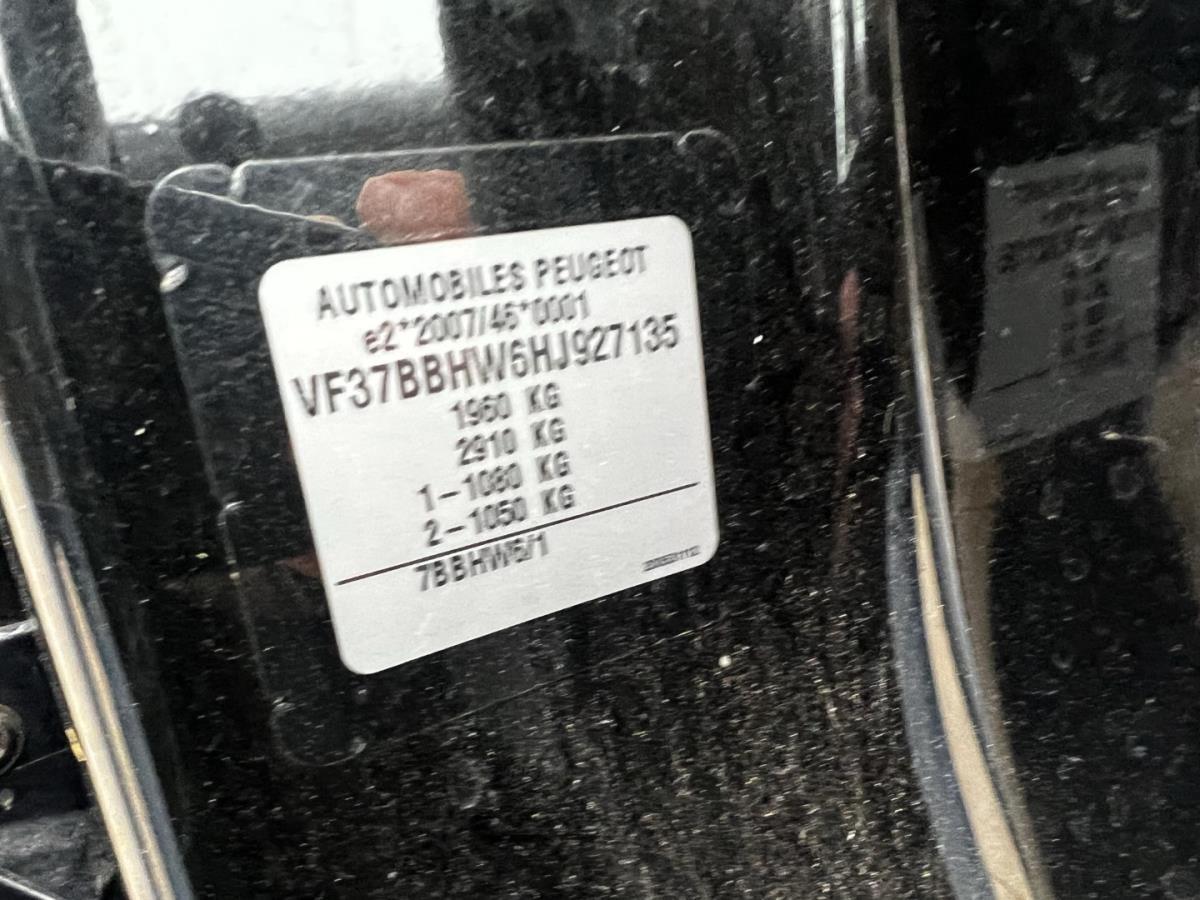 AUTOMOBILES PEUGEOT
e2*2007/46*0001
VF37BBHW6HJ927135
1960 KG
2910 KG
1-1080 KG
2-1050 KG
7BBHW6/1